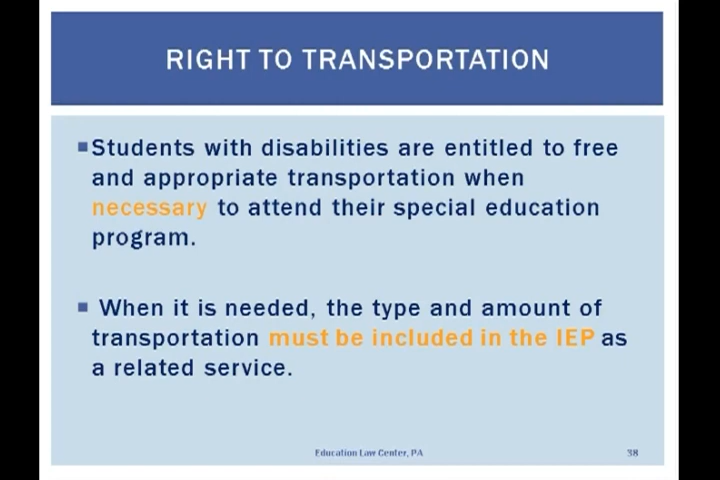 RIGHT TO TRANSPORTATION
▪Students with disabilities are entitled to free
and appropriate transportation when
necessary to attend their special education
program.
▪ When it is needed, the type and amount of
transportation must be included in the IEP as
a related service.
Education Law Center, PA
38